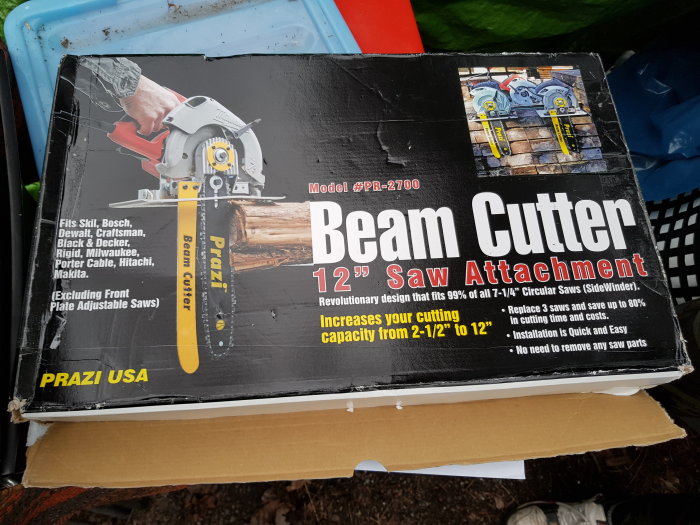 Model #PR-2700
Beam Cutter
12” Saw Attachment
Revolutionary design that fits 99% of all 7-1/4" Circular Saws (SideWinder).
Increases your cutting
capacity from 2-1/2" to 12"
• Replace 3 saws and save up to 90%
in cutting time and costs.
• Installation is Quick and Easy
• No need to remove any saw parts
Fits Skil, Bosch,
Dewalt, Craftsman,
Black & Decker,
Rigid, Milwaukee,
Porter Cable, Hitachi,
Makita.
(Excluding Front
Plate Adjustable Saws)
PRAZI USA
Beam Cutter
Prazi
Prazi